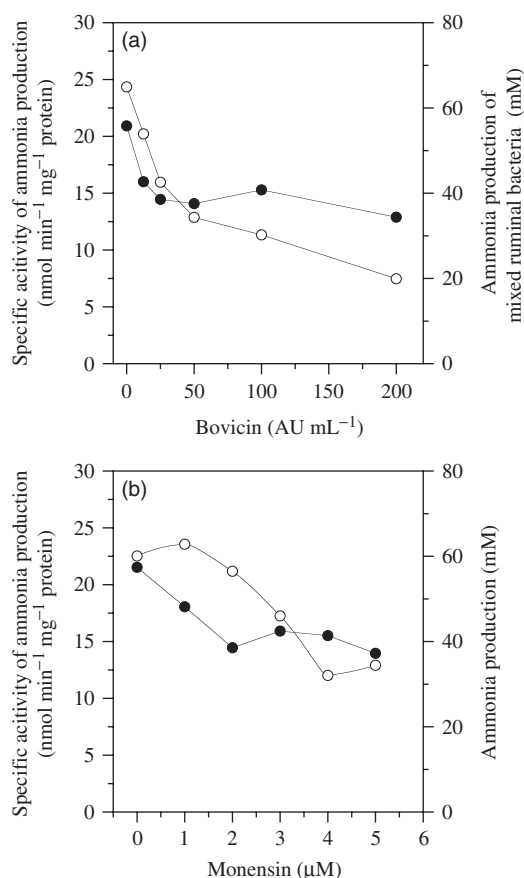 (a)
Specific acitivity of ammonia production
(nmol min⁻¹ mg⁻¹ protein)
30
25
20
15
10
5
0
80
60
40
20
0
Ammonia production of
mixed ruminal bacteria (mM)
0 50 100 150 200
Bovicin (AU mL⁻¹)
(b)
Specific acitivity of ammonia production
(nmol min⁻¹ mg⁻¹ protein)
30
25
20
15
10
5
0
80
60
40
20
0
Ammonia production (mM)
0 1 2 3 4 5 6
Monensin (μM)